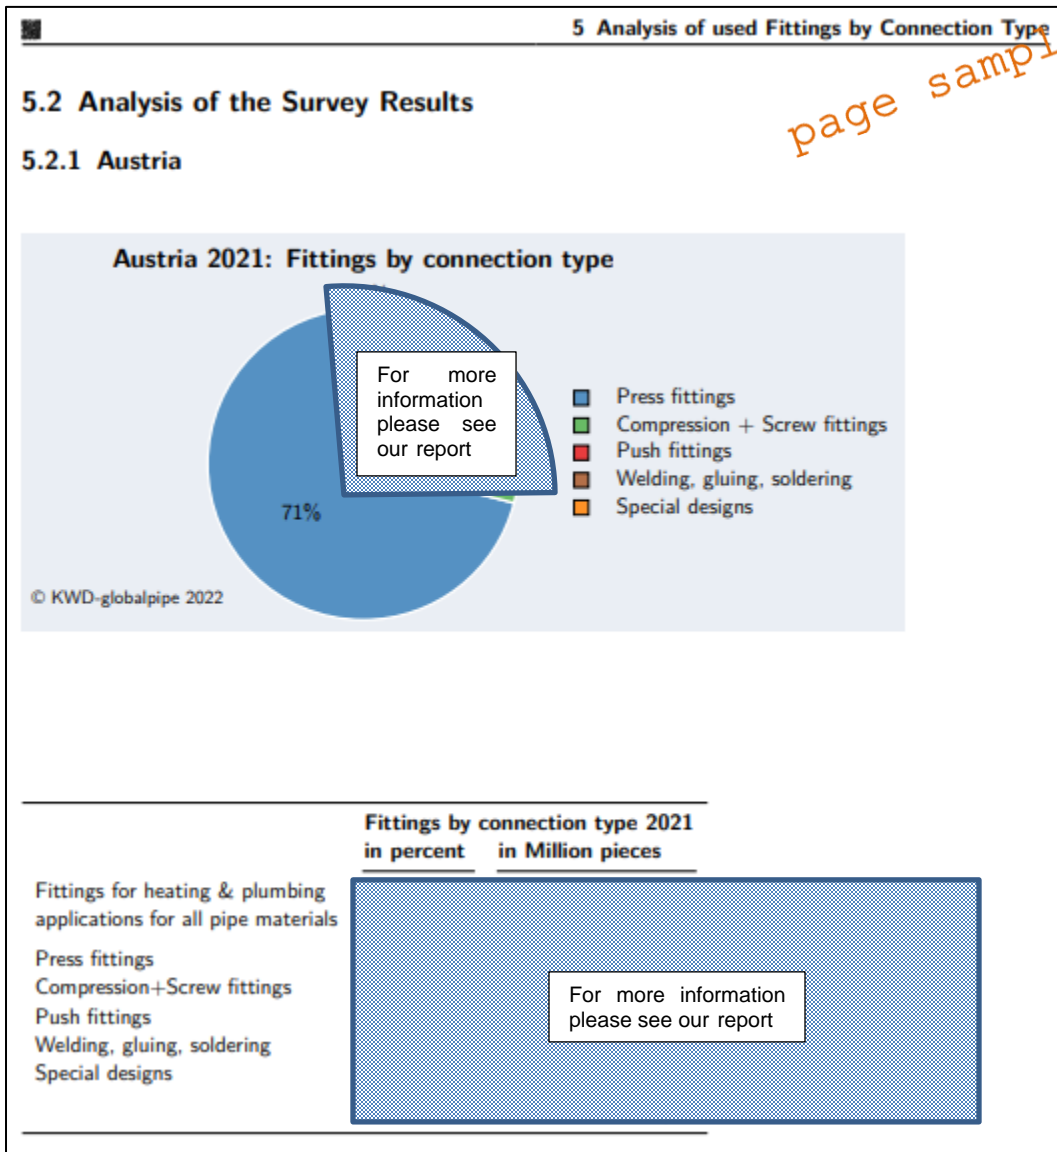 5 Analysis of used Fittings by Connection Type
page sampl
5.2 Analysis of the Survey Results
5.2.1 Austria
Austria 2021: Fittings by connection type
For more
information
please see
our report
71%
Press fittings
Compression + Screw fittings
Push fittings
Welding, gluing, soldering
Special designs
© KWD-globalpipe 2022
Fittings by connection type 2021
in percent in Million pieces
Fittings for heating & plumbing
applications for all pipe materials
Press fittings
Compression+Screw fittings
Push fittings
Welding, gluing, soldering
Special designs
For more information
please see our report